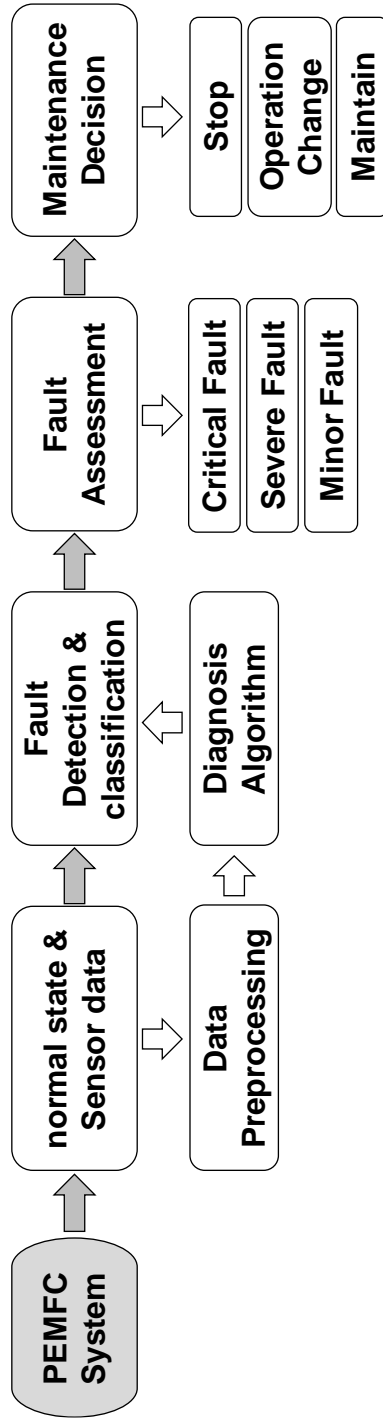 PEMFC
System
normal state &
Sensor data
Data
Preprocessing
Fault
Detection &
classification
Diagnosis
Algorithm
Fault
Assessment
Critical Fault
Severe Fault
Minor Fault
Maintenance
Decision
Stop
Operation
Change
Maintain